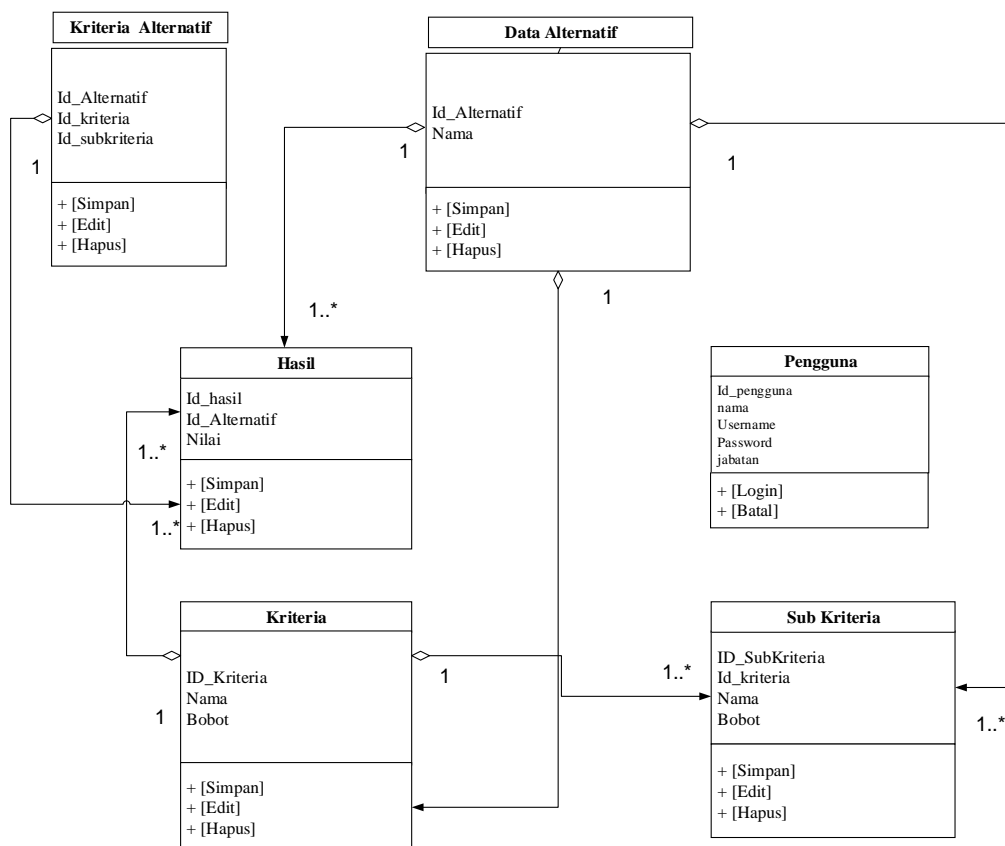 Kriteria Alternatif
Id_Alternatif
Id_kriteria
Id_subkriteria
1
+ [Simpan]
+ [Edit]
+ [Hapus]
Data Alternatif
Id_Alternatif
Nama
1
1
+ [Simpan]
+ [Edit]
+ [Hapus]
1
1..*
Hasil
Id_hasil
Id_Alternatif
Nilai
1..*
+ [Simpan]
+ [Edit]
+ [Hapus]
1..*
Pengguna
Id_pengguna
nama
Username
Password
jabatan
+ [Login]
+ [Batal]
Kriteria
ID_Kriteria
Nama
Bobot
1
1
+ [Simpan]
+ [Edit]
+ [Hapus]
1..*
Sub Kriteria
ID_SubKriteria
Id_kriteria
Nama
Bobot
1..*
+ [Simpan]
+ [Edit]
+ [Hapus]